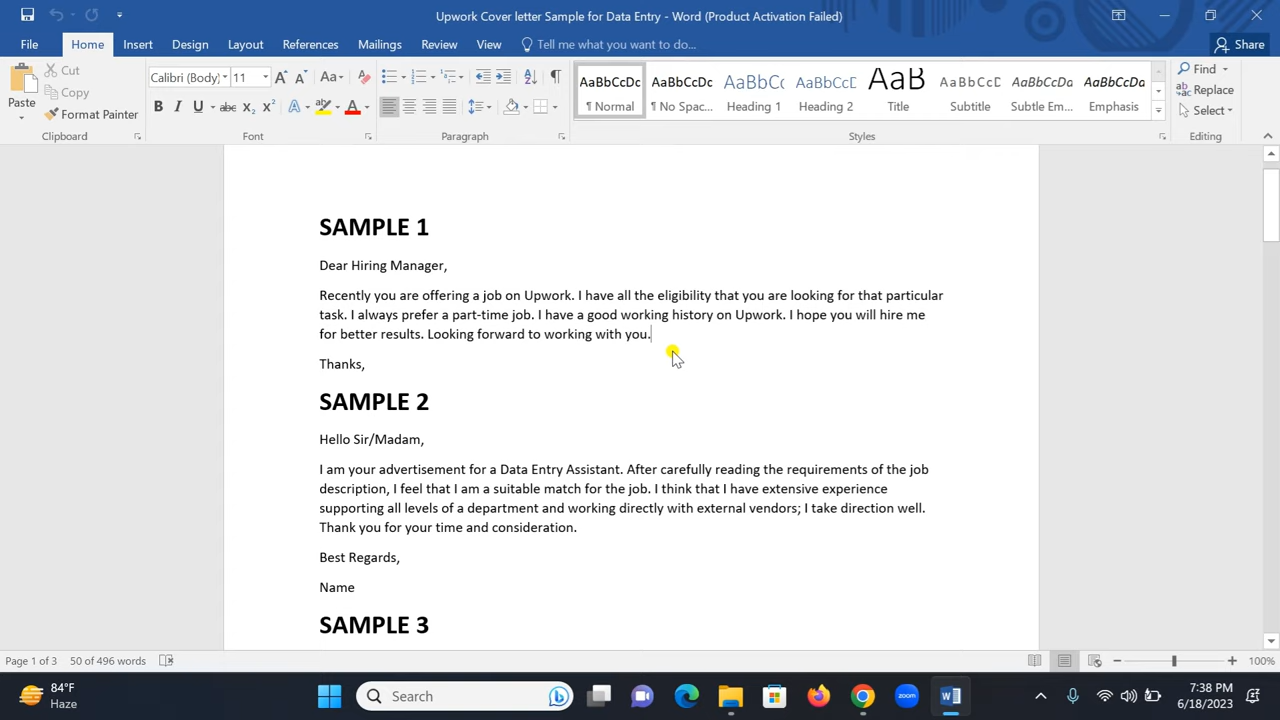 Upwork Cover letter Sample for Data Entry - Word (Product Activation Failed)
File Home Insert Design Layout References Mailings Review View Tell me what you want to do... Share
Cut
Copy
Format Painter
Paste
Calibri (Body) 11
AaBbCcDc AaBbCcDc AaBbCc AaBbCcC AaB AaBbCcD AaBbCcDc AaBbCcDc
¶ Normal ¶ No Spac... Heading 1 Heading 2 Title Subtitle Subtle Em... Emphasis
Find
Replace
Select
Clipboard Font Paragraph Styles Editing
SAMPLE 1
Dear Hiring Manager,
Recently you are offering a job on Upwork. I have all the eligibility that you are looking for that particular
task. I always prefer a part-time job. I have a good working history on Upwork. I hope you will hire me
for better results. Looking forward to working with you.
Thanks,
SAMPLE 2
Hello Sir/Madam,
I am your advertisement for a Data Entry Assistant. After carefully reading the requirements of the job
description, I feel that I am a suitable match for the job. I think that I have extensive experience
supporting all levels of a department and working directly with external vendors; I take direction well.
Thank you for your time and consideration.
Best Regards,
Name
SAMPLE 3
Page 1 of 3 50 of 496 words 100%
84°F
Haze
Search
zoom
7:38 PM
6/18/2023